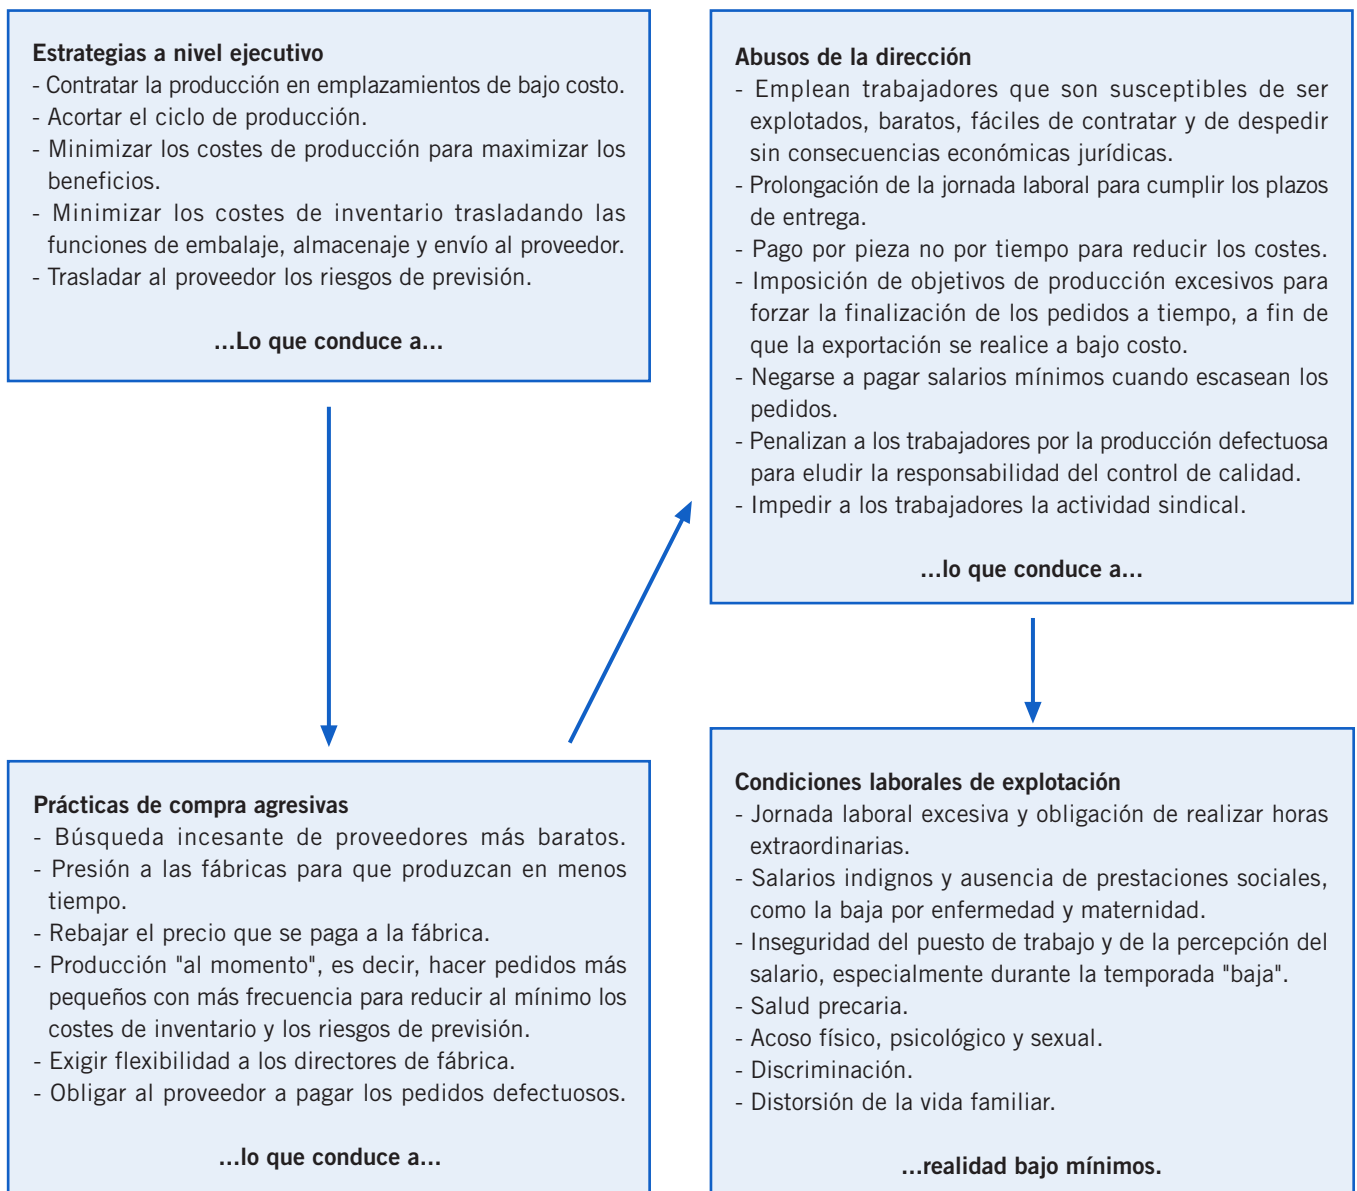 Estrategias a nivel ejecutivo
- Contratar la producción en emplazamientos de bajo costo.
- Acortar el ciclo de producción.
- Minimizar los costes de producción para maximizar los
beneficios.
- Minimizar los costes de inventario trasladando las
funciones de embalaje, almacenaje y envío al proveedor.
- Trasladar al proveedor los riesgos de previsión.
...Lo que conduce a...
Prácticas de compra agresivas
- Búsqueda incesante de proveedores más baratos.
- Presión a las fábricas para que produzcan en menos
tiempo.
- Rebajar el precio que se paga a la fábrica.
- Producción "al momento", es decir, hacer pedidos más
pequeños con más frecuencia para reducir al mínimo los
costes de inventario y los riesgos de previsión.
- Exigir flexibilidad a los directores de fábrica.
- Obligar al proveedor a pagar los pedidos defectuosos.
...lo que conduce a...
Abusos de la dirección
- Emplean trabajadores que son susceptibles de ser
explotados, baratos, fáciles de contratar y de despedir
sin consecuencias económicas jurídicas.
- Prolongación de la jornada laboral para cumplir los plazos
de entrega.
- Pago por pieza no por tiempo para reducir los costes.
- Imposición de objetivos de producción excesivos para
forzar la finalización de los pedidos a tiempo, a fin de
que la exportación se realice a bajo costo.
- Negarse a pagar salarios mínimos cuando escasean los
pedidos.
- Penalizan a los trabajadores por la producción defectuosa
para eludir la responsabilidad del control de calidad.
- Impedir a los trabajadores la actividad sindical.
...lo que conduce a...
Condiciones laborales de explotación
- Jornada laboral excesiva y obligación de realizar horas
extraordinarias.
- Salarios indignos y ausencia de prestaciones sociales,
como la baja por enfermedad y maternidad.
- Inseguridad del puesto de trabajo y de la percepción del
salario, especialmente durante la temporada "baja".
- Salud precaria.
- Acoso físico, psicológico y sexual.
- Discriminación.
- Distorsión de la vida familiar.
...realidad bajo mínimos.